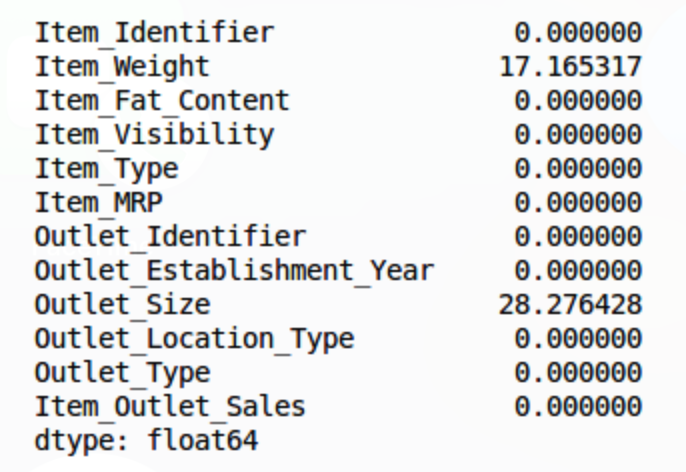 Item_Identifier 0.000000
Item_Weight 17.165317
Item_Fat_Content 0.000000
Item_Visibility 0.000000
Item_Type 0.000000
Item_MRP 0.000000
Outlet_Identifier 0.000000
Outlet_Establishment_Year 0.000000
Outlet_Size 28.276428
Outlet_Location_Type 0.000000
Outlet_Type 0.000000
Item_Outlet_Sales 0.000000
dtype: float64